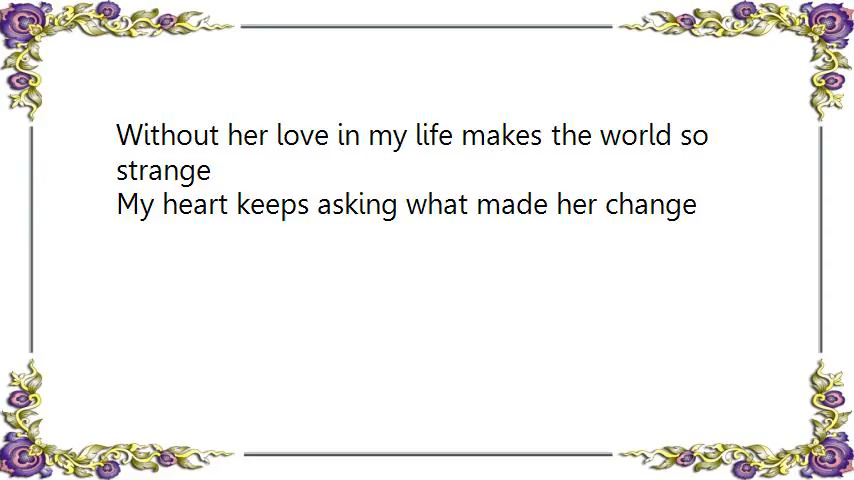 Without her love in my life makes the world so
strange
My heart keeps asking what made her change